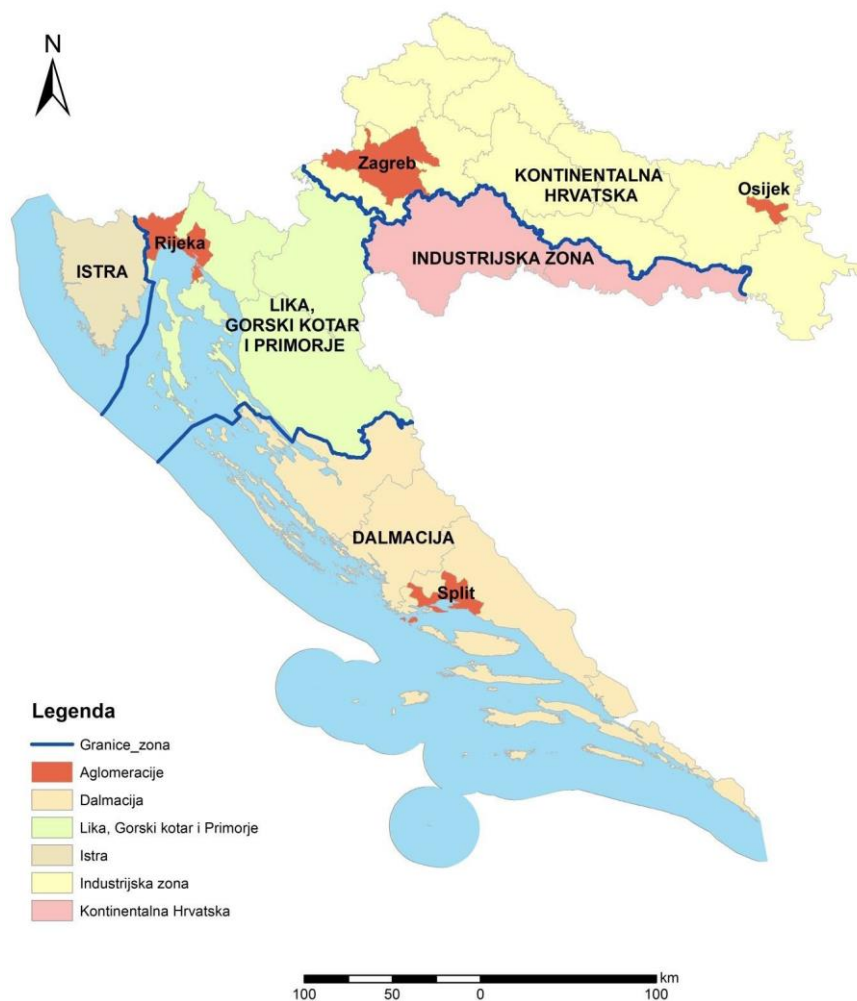 N
Zagreb
KONTINENTALNA
HRVATSKA
Osijek
Rijeka
ISTRA
INDUSTRIJSKA ZONA
LIKA,
GORSKI KOTAR
I PRIMORJE
DALMACIJA
Split
Legenda
Granice_zona
Aglomeracije
Dalmacija
Lika, Gorski kotar i Primorje
Istra
Industrijska zona
Kontinentalna Hrvatska
km
100 50 0 100